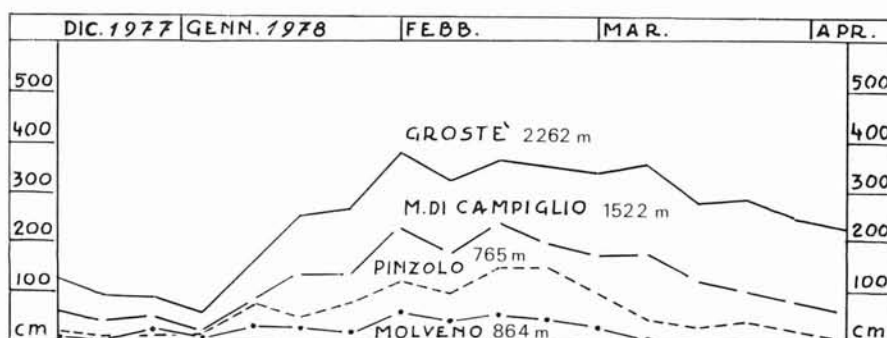 DIC. 1977 GENN. 1978 FEBB. MAR. APR.
500 500
400 400
GROSTÈ 2262 m
300 300
M. DI CAMPIGLIO 1522 m
200 200
PINZOLO 765 m
100 100
cm MOLVENO 864 m cm